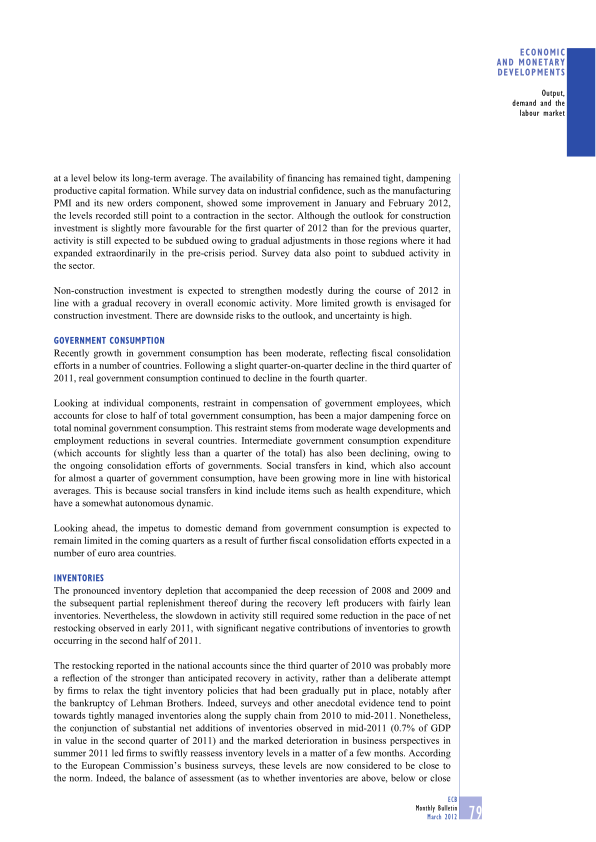 ECONOMIC
AND MONETARY
DEVELOPMENTS
Output,
demand and the
labour market
at a level below its long-term average. The availability of financing has remained tight, dampening
productive capital formation. While survey data on industrial confidence, such as the manufacturing
PMI and its new orders component, showed some improvement in January and February 2012,
the levels recorded still point to a contraction in the sector. Although the outlook for construction
investment is slightly more favourable for the first quarter of 2012 than for the previous quarter,
activity is still expected to be subdued owing to gradual adjustments in those regions where it had
expanded extraordinarily in the pre-crisis period. Survey data also point to subdued activity in
the sector.
Non-construction investment is expected to strengthen modestly during the course of 2012 in
line with a gradual recovery in overall economic activity. More limited growth is envisaged for
construction investment. There are downside risks to the outlook, and uncertainty is high.
GOVERNMENT CONSUMPTION
Recently growth in government consumption has been moderate, reflecting fiscal consolidation
efforts in a number of countries. Following a slight quarter-on-quarter decline in the third quarter of
2011, real government consumption continued to decline in the fourth quarter.
Looking at individual components, restraint in compensation of government employees, which
accounts for close to half of total government consumption, has been a major dampening force on
total nominal government consumption. This restraint stems from moderate wage developments and
employment reductions in several countries. Intermediate government consumption expenditure
(which accounts for slightly less than a quarter of the total) has also been declining, owing to
the ongoing consolidation efforts of governments. Social transfers in kind, which also account
for almost a quarter of government consumption, have been growing more in line with historical
averages. This is because social transfers in kind include items such as health expenditure, which
have a somewhat autonomous dynamic.
Looking ahead, the impetus to domestic demand from government consumption is expected to
remain limited in the coming quarters as a result of further fiscal consolidation efforts expected in a
number of euro area countries.
INVENTORIES
The pronounced inventory depletion that accompanied the deep recession of 2008 and 2009 and
the subsequent partial replenishment thereof during the recovery left producers with fairly lean
inventories. Nevertheless, the slowdown in activity still required some reduction in the pace of net
restocking observed in early 2011, with significant negative contributions of inventories to growth
occurring in the second half of 2011.
The restocking reported in the national accounts since the third quarter of 2010 was probably more
a reflection of the stronger than anticipated recovery in activity, rather than a deliberate attempt
by firms to relax the tight inventory policies that had been gradually put in place, notably after
the bankruptcy of Lehman Brothers. Indeed, surveys and other anecdotal evidence tend to point
towards tightly managed inventories along the supply chain from 2010 to mid-2011. Nonetheless,
the conjunction of substantial net additions of inventories observed in mid-2011 (0.7% of GDP
in value in the second quarter of 2011) and the marked deterioration in business perspectives in
summer 2011 led firms to swiftly reassess inventory levels in a matter of a few months. According
to the European Commission's business surveys, these levels are now considered to be close to
the norm. Indeed, the balance of assessment (as to whether inventories are above, below or close
ECB
Monthly Bulletin
March 2012
79